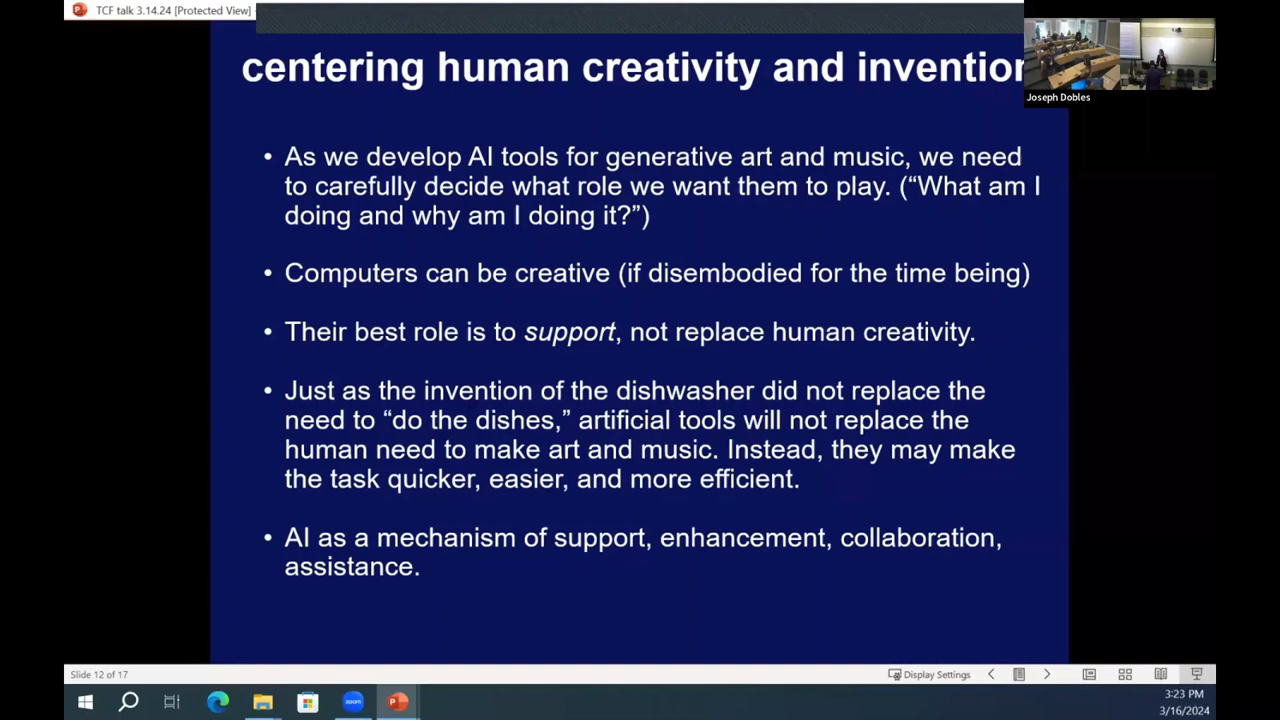 TCF talk 3.14.24 [Protected View]
centering human creativity and invention
Joseph Dobles
• As we develop AI tools for generative art and music, we need
to carefully decide what role we want them to play. (“What am I
doing and why am I doing it?”)
• Computers can be creative (if disembodied for the time being)
• Their best role is to support, not replace human creativity.
• Just as the invention of the dishwasher did not replace the
need to “do the dishes,” artificial tools will not replace the
human need to make art and music. Instead, they may make
the task quicker, easier, and more efficient.
• AI as a mechanism of support, enhancement, collaboration,
assistance.
Slide 12 of 17
Display Settings
zoom
3:23 PM
3/16/2024